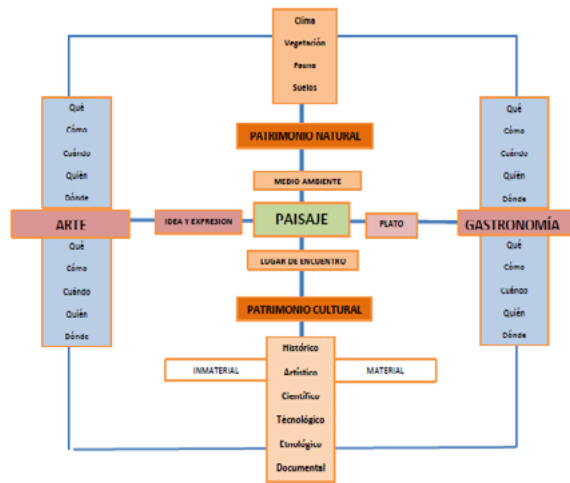 Clima
Vegetación
Fauna
Suelos
Qué
Cómo
Cuándo
Quién
Dónde
PATRIMONIO NATURAL
Qué
Cómo
Cuándo
Quién
Dónde
MEDIO AMBIENTE
ARTE
IDEA Y EXPRESION
PAISAJE
PLATO
GASTRONOMÍA
Qué
Cómo
Cuándo
Quién
Dónde
LUGAR DE ENCUENTRO
PATRIMONIO CULTURAL
Qué
Cómo
Cuándo
Quién
Dónde
Histórico
INMATERIAL
Artístico
MATERIAL
Científico
Técnológico
Etnológico
Documental